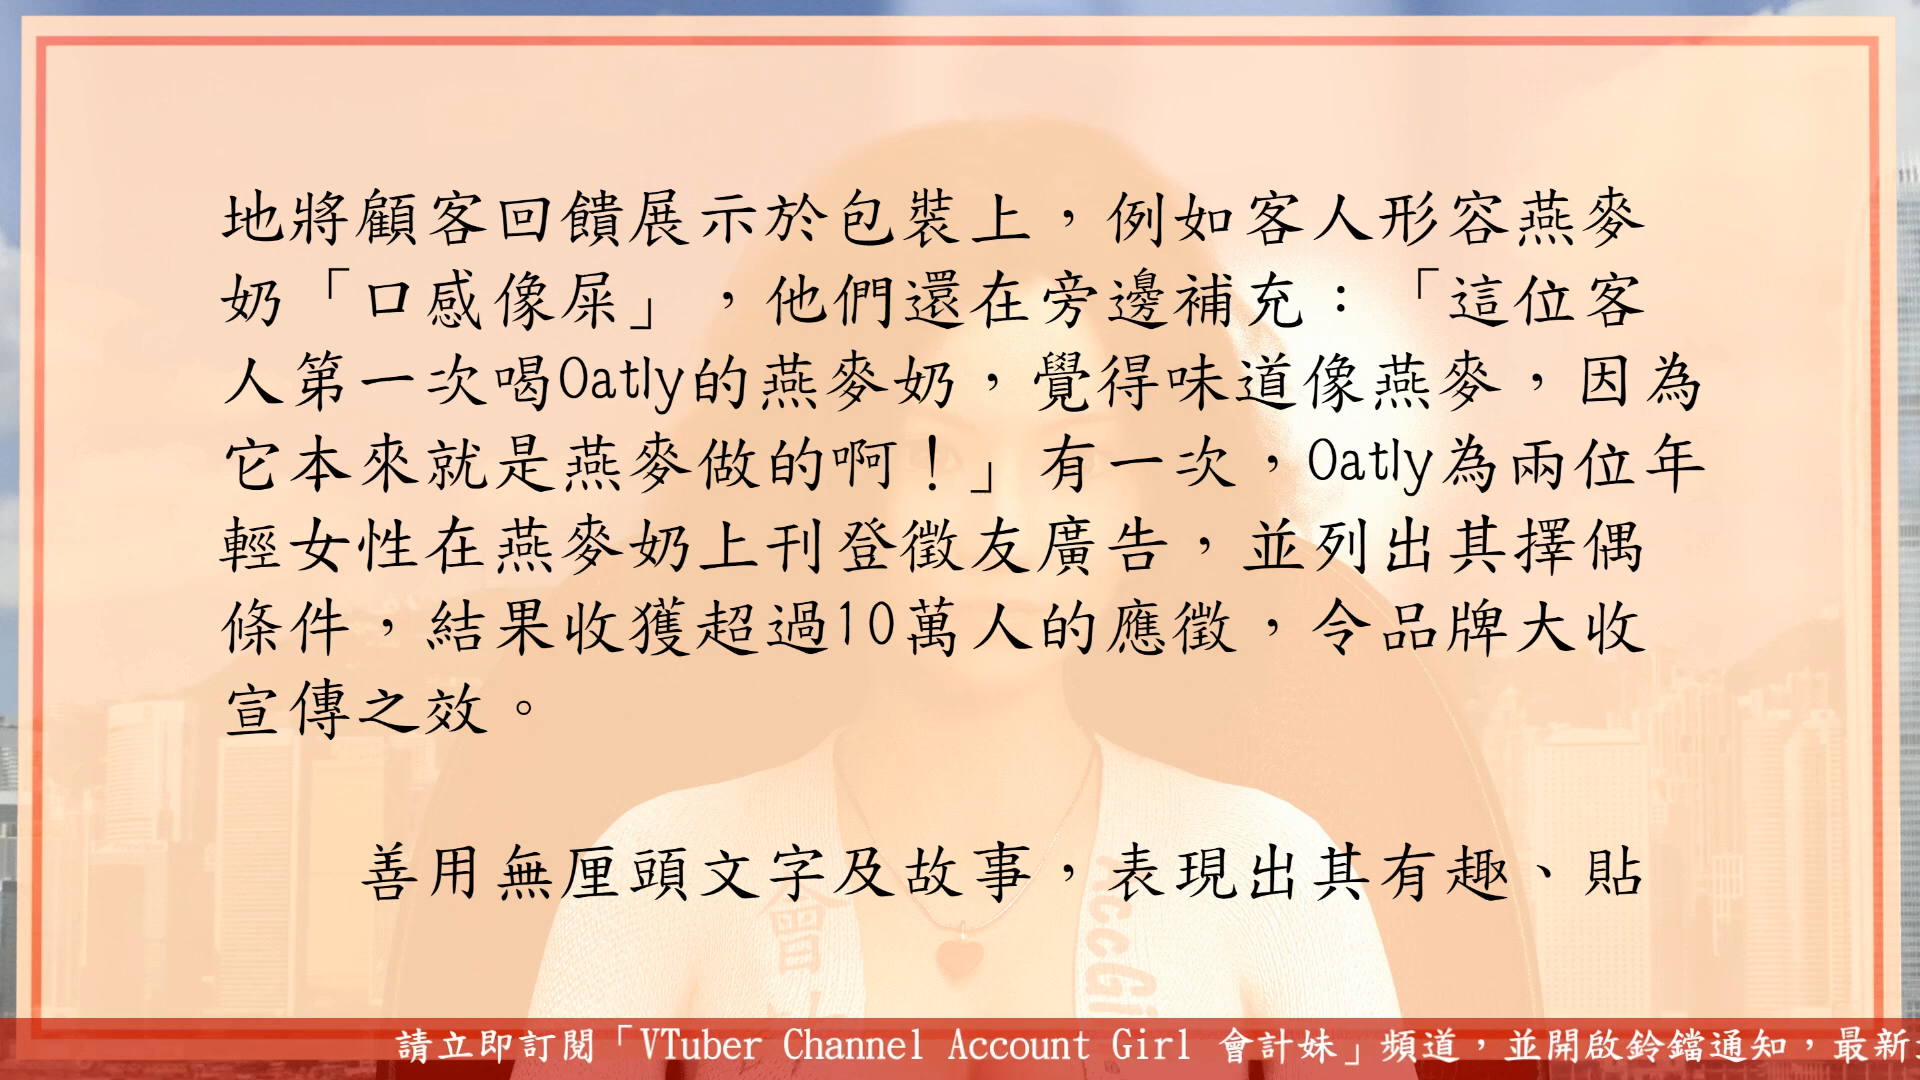 地將顧客回饋展示於包裝上，例如客人形容燕麥
奶「口感像屎」，他們還在旁邊補充：「這位客
人第一次喝Oatly的燕麥奶，覺得味道像燕麥，因為
它本來就是燕麥做的啊！」有一次，Oatly為兩位年
輕女性在燕麥奶上刊登徵友廣告，並列出其擇偶
條件，結果收獲超過10萬人的應徵，令品牌大收
宣傳之效。
善用無厘頭文字及故事，表現出其有趣、貼
會計
AccGi
請立即訂閱「VTuber Channel Account Girl 會計妹」頻道，並開啟鈴鐺通知，最新